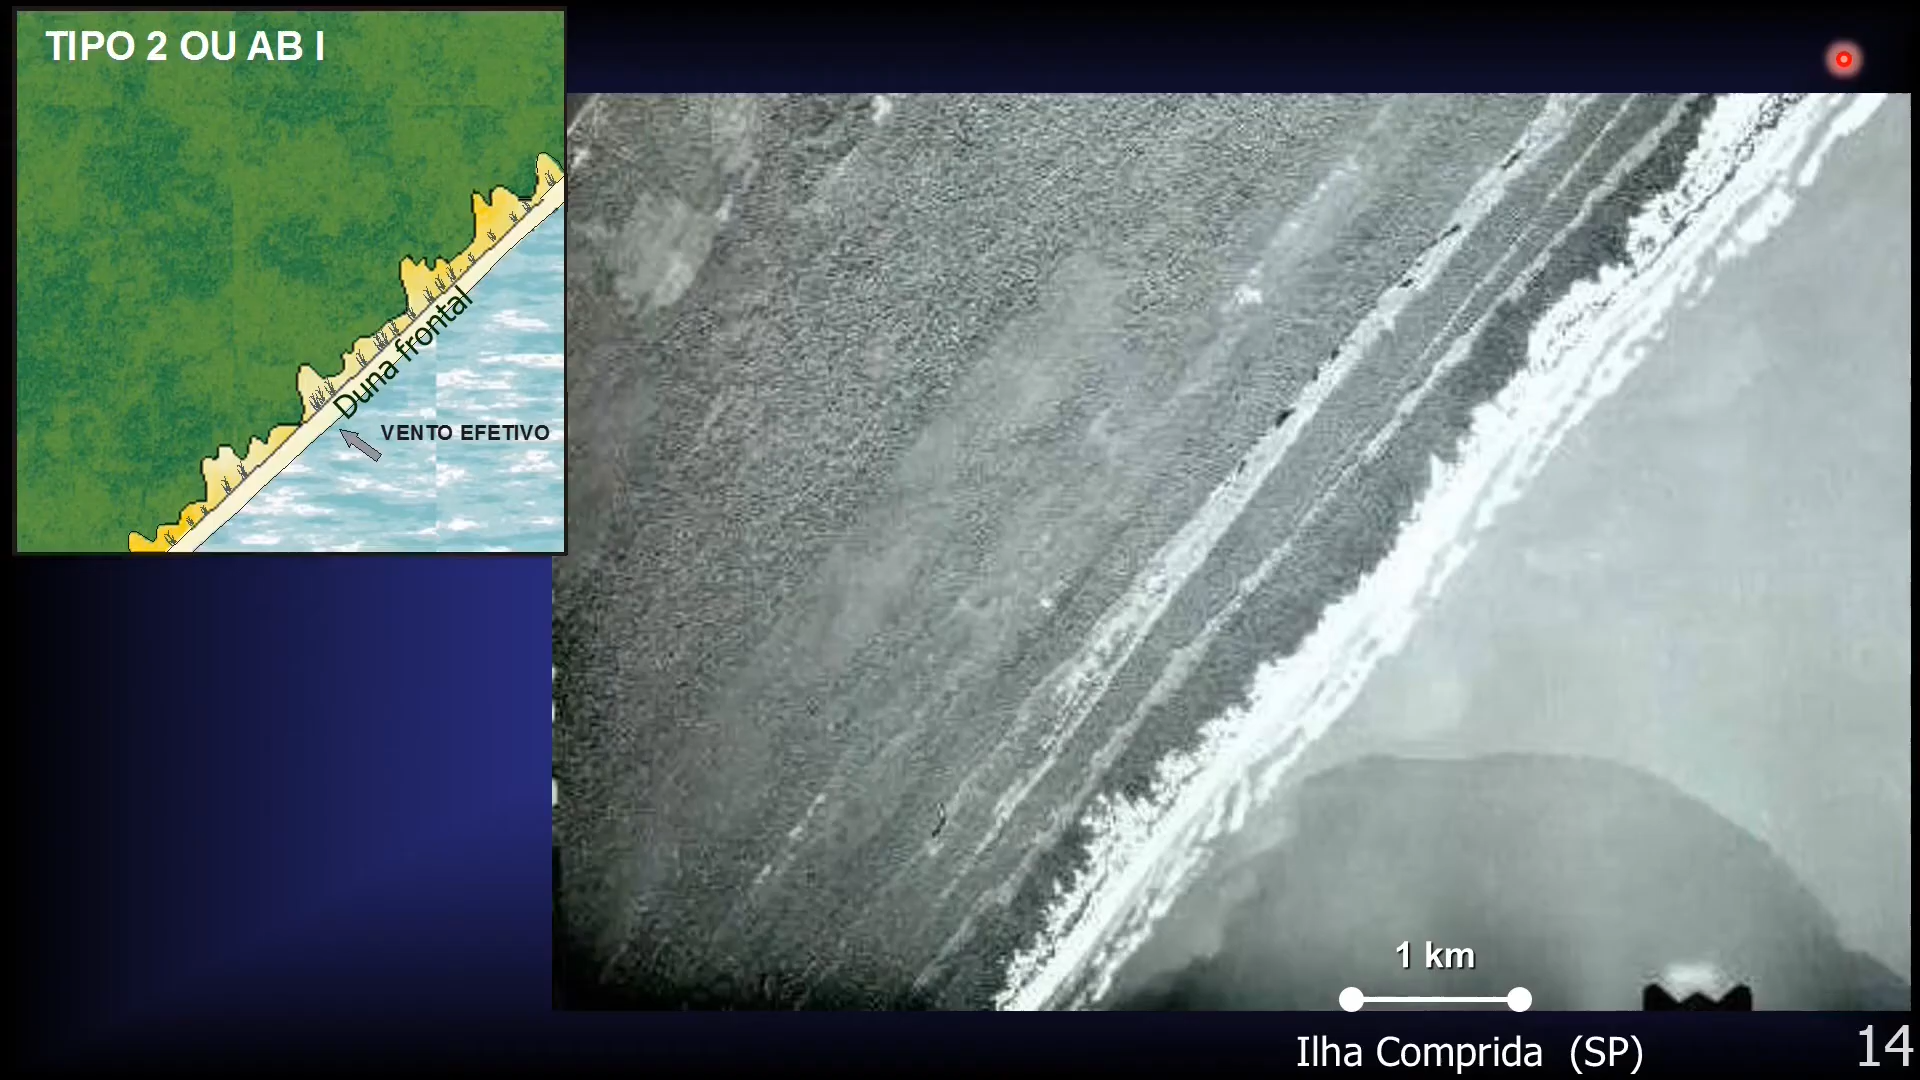 TIPO 2 OU AB I
Duna frontal
VENTO EFETIVO
1 km
Ilha Comprida (SP)
14